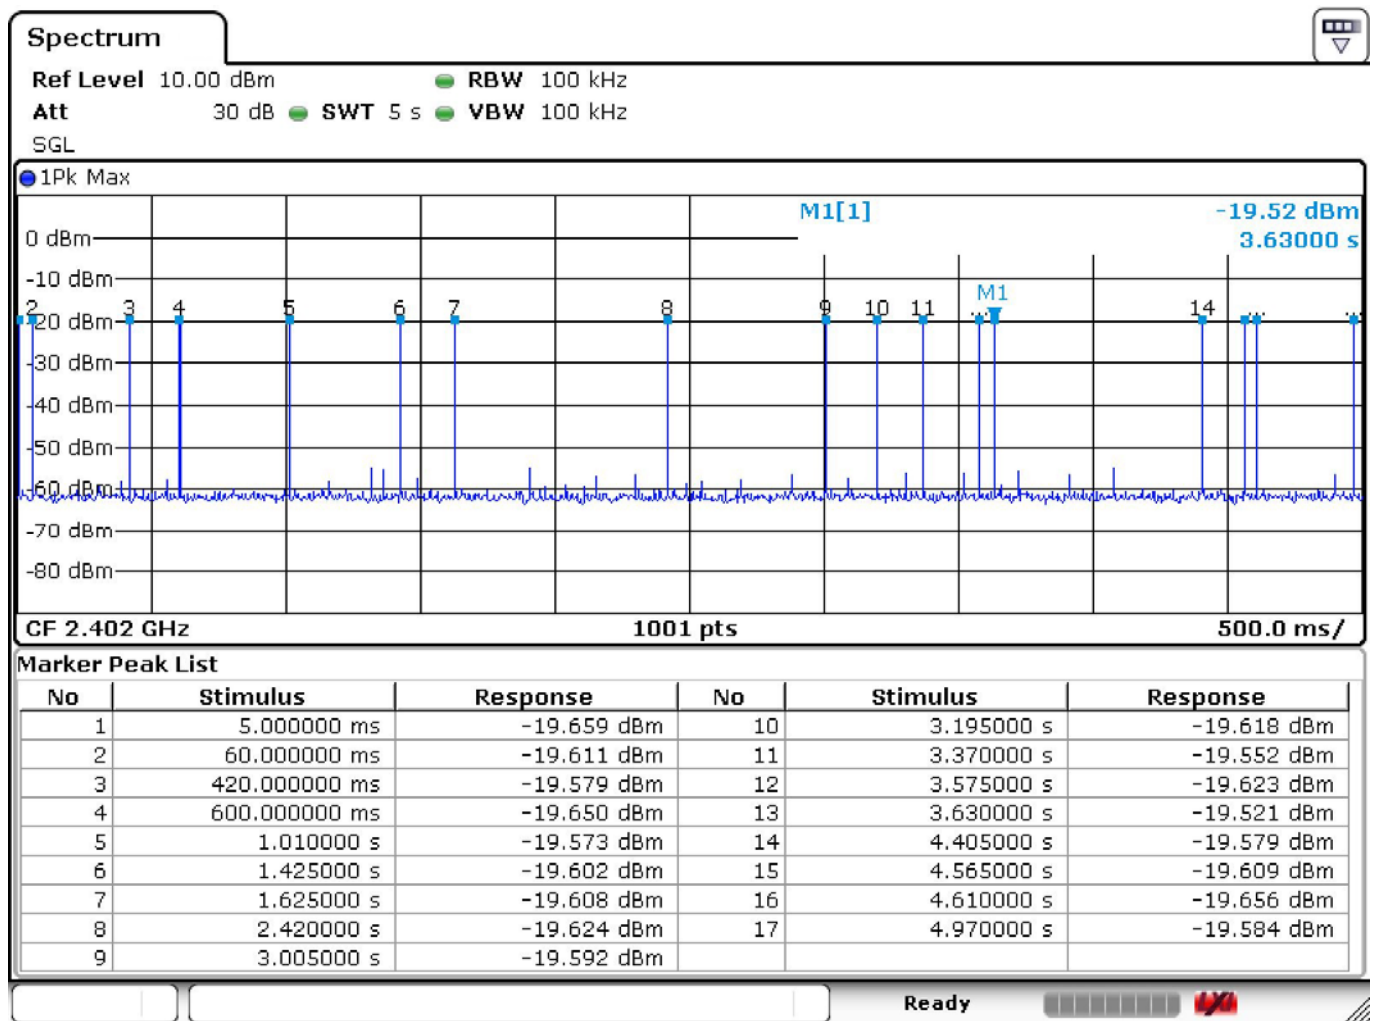 Spectrum
Ref Level 10.00 dBm RBW 100 kHz
Att 30 dB SWT 5 s VBW 100 kHz
SGL
1Pk Max
M1[1] -19.52 dBm
3.63000 s
0 dBm
-10 dBm
M1
2 3 4 5 6 7 8 9 10 11 ... 14 ... ...
-20 dBm
-30 dBm
-40 dBm
-50 dBm
-60 dBm
-70 dBm
-80 dBm
CF 2.402 GHz 1001 pts 500.0 ms/
Marker Peak List
No Stimulus Response No Stimulus Response
1 5.000000 ms -19.659 dBm 10 3.195000 s -19.618 dBm
2 60.000000 ms -19.611 dBm 11 3.370000 s -19.552 dBm
3 420.000000 ms -19.579 dBm 12 3.575000 s -19.623 dBm
4 600.000000 ms -19.650 dBm 13 3.630000 s -19.521 dBm
5 1.010000 s -19.573 dBm 14 4.405000 s -19.579 dBm
6 1.425000 s -19.602 dBm 15 4.565000 s -19.609 dBm
7 1.625000 s -19.608 dBm 16 4.610000 s -19.656 dBm
8 2.420000 s -19.624 dBm 17 4.970000 s -19.584 dBm
9 3.005000 s -19.592 dBm
Ready LXI